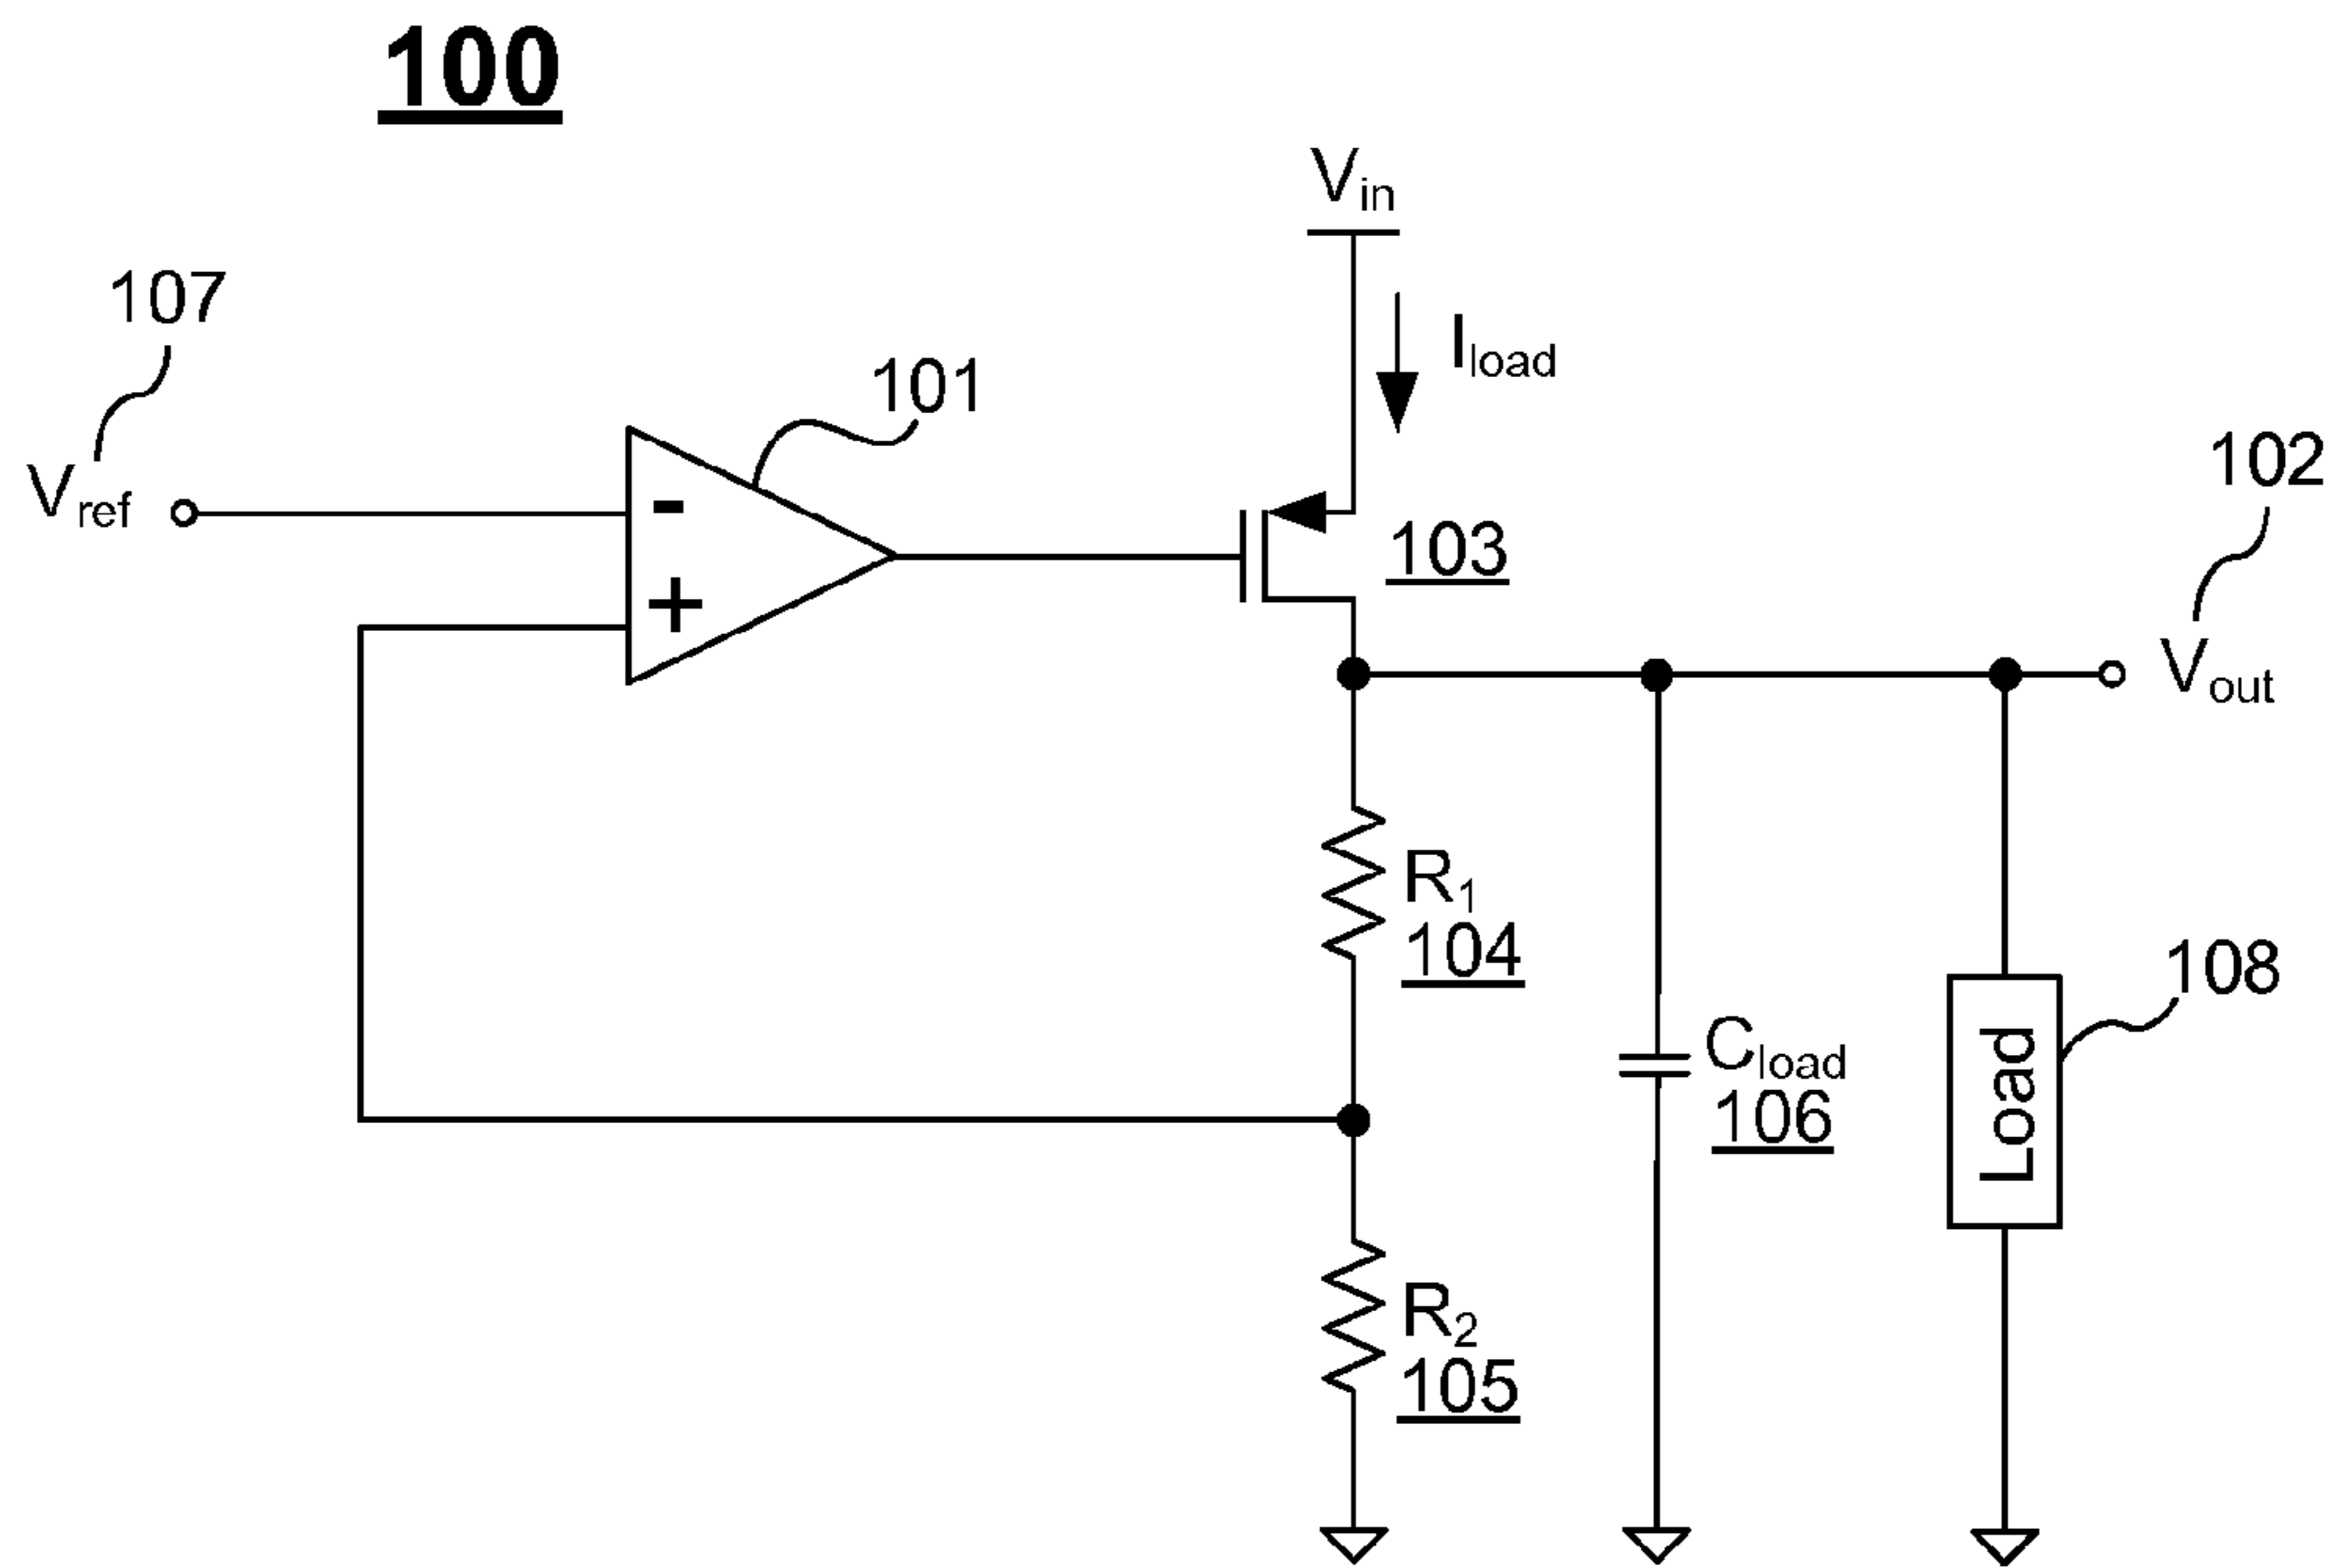 100
Vin
107
Iload
101
Vref
102
-
103
+
Vout
R1
104
108
Cload
106
Load
R2
105